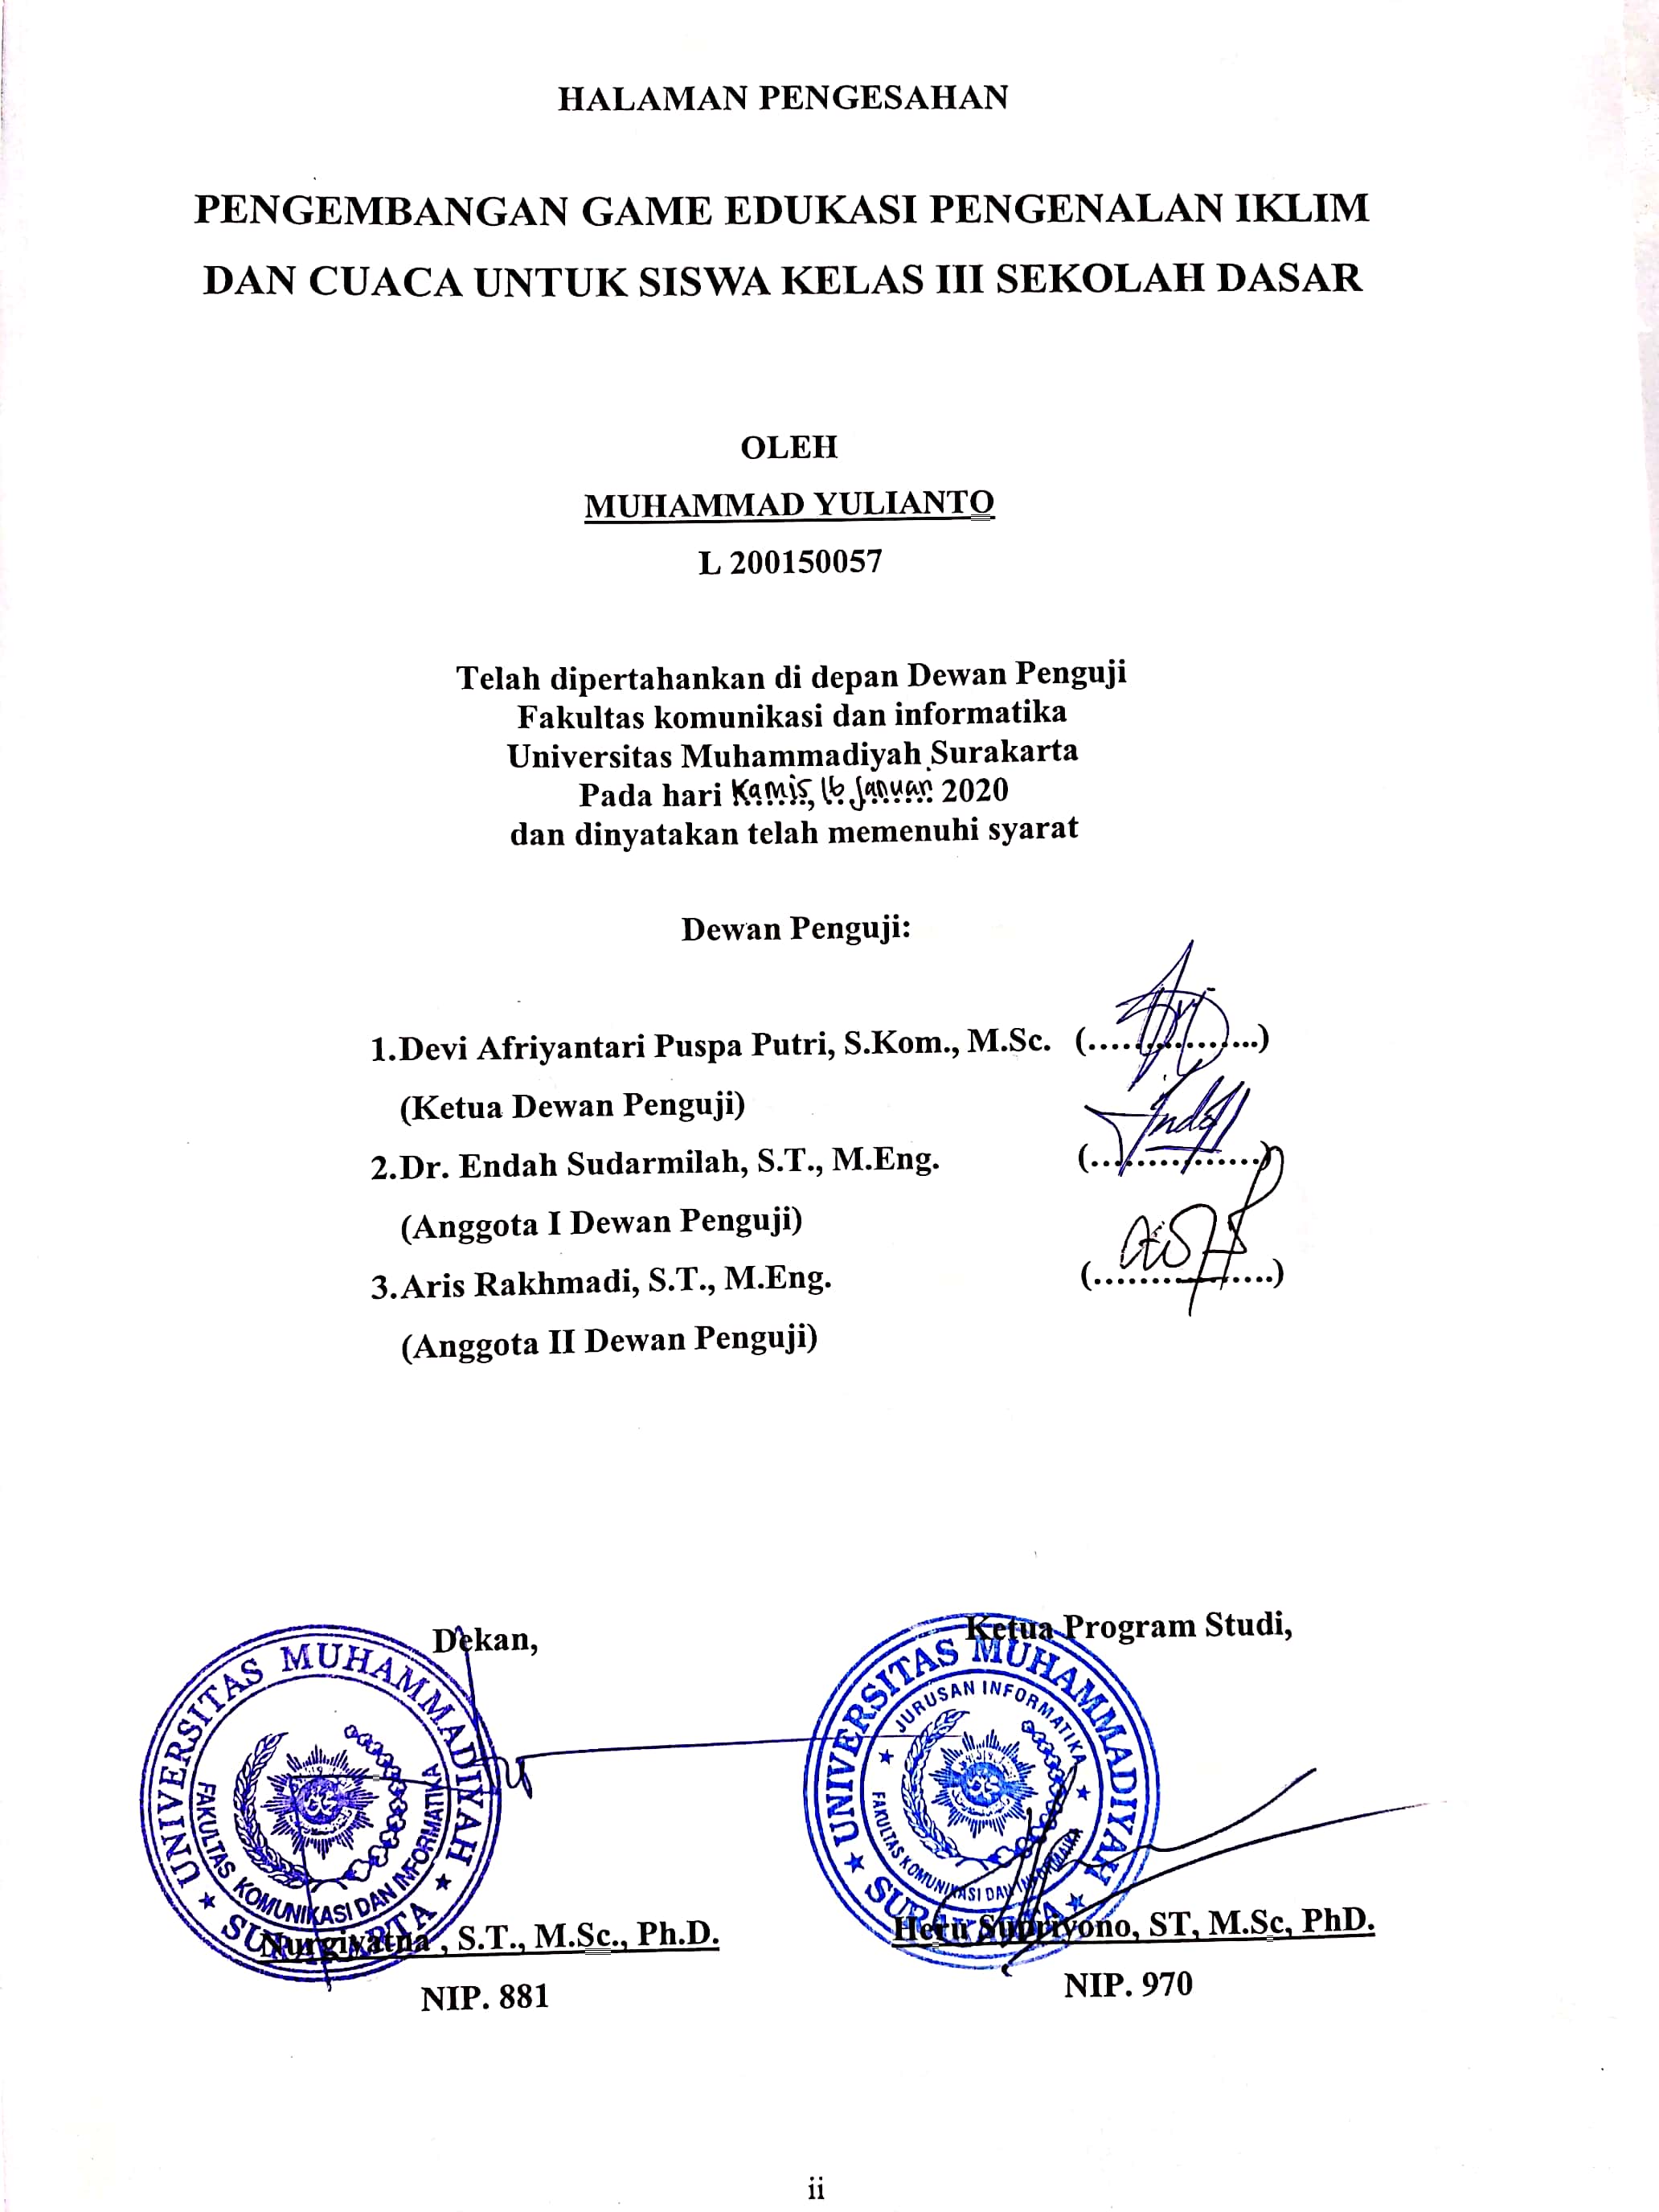 HALAMAN PENGESAHAN
PENGEMBANGAN GAME EDUKASI PENGENALAN IKLIM
DAN CUACA UNTUK SISWA KELAS III SEKOLAH DASAR
OLEH
MUHAMMAD YULIANTO
L 200150057
Telah dipertahankan di depan Dewan Penguji
Fakultas komunikasi dan informatika
Universitas Muhammadiyah Surakarta
Pada hari Kamis, 16 Januari 2020
dan dinyatakan telah memenuhi syarat
Dewan Penguji:
1.Devi Afriyantari Puspa Putri, S.Kom., M.Sc. (..................)
(Ketua Dewan Penguji)
2.Dr. Endah Sudarmilah, S.T., M.Eng. (..................)
(Anggota I Dewan Penguji)
3.Aris Rakhmadi, S.T., M.Eng. (..................)
(Anggota II Dewan Penguji)
Dekan,
UNIVERSITAS MUHAMMADIYAH
SURAKARTA
FAKULTAS KOMUNIKASI DAN INFORMATIKA
Nurgiyatna , S.T., M.Sc., Ph.D.
NIP. 881
Ketua Program Studi,
UNIVERSITAS MUHAMMADIYAH
SURAKARTA
JURUSAN INFORMATIKA
FAKULTAS KOMUNIKASI DAN INFORMATIKA
Heru Supriyono, ST, M.Sc, PhD.
NIP. 970
ii